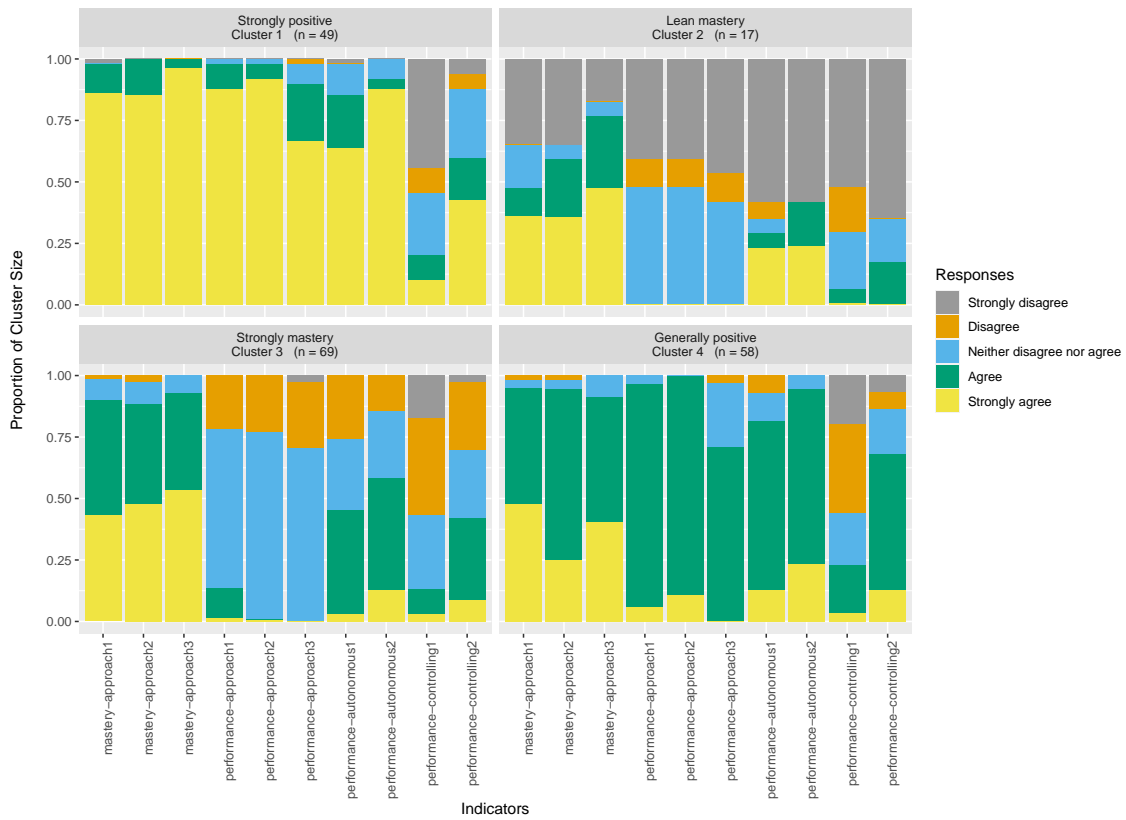 Strongly positive
Cluster 1 (n = 49)
Lean mastery
Cluster 2 (n = 17)
1.00
0.75
0.50
0.25
0.00
Strongly mastery
Cluster 3 (n = 69)
Generally positive
Cluster 4 (n = 58)
1.00
0.75
0.50
0.25
0.00
Proportion of Cluster Size
mastery−approach1
mastery−approach2
mastery−approach3
performance−approach1
performance−approach2
performance−approach3
performance−autonomous1
performance−autonomous2
performance−controlling1
performance−controlling2
mastery−approach1
mastery−approach2
mastery−approach3
performance−approach1
performance−approach2
performance−approach3
performance−autonomous1
performance−autonomous2
performance−controlling1
performance−controlling2
Indicators
Responses
Strongly disagree
Disagree
Neither disagree nor agree
Agree
Strongly agree